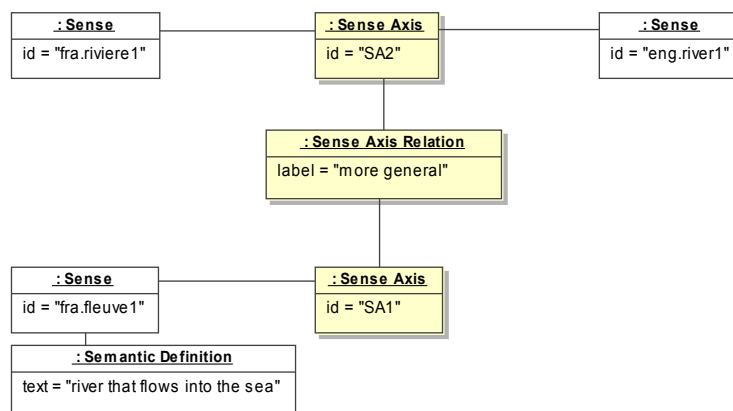 : Sense
id = "fra.riviere1"
: Sense Axis
id = "SA2"
: Sense
id = "eng.river1"
: Sense Axis Relation
label = "more general"
: Sense
id = "fra.fleuve1"
: Sense Axis
id = "SA1"
: Semantic Definition
text = "river that flows into the sea"